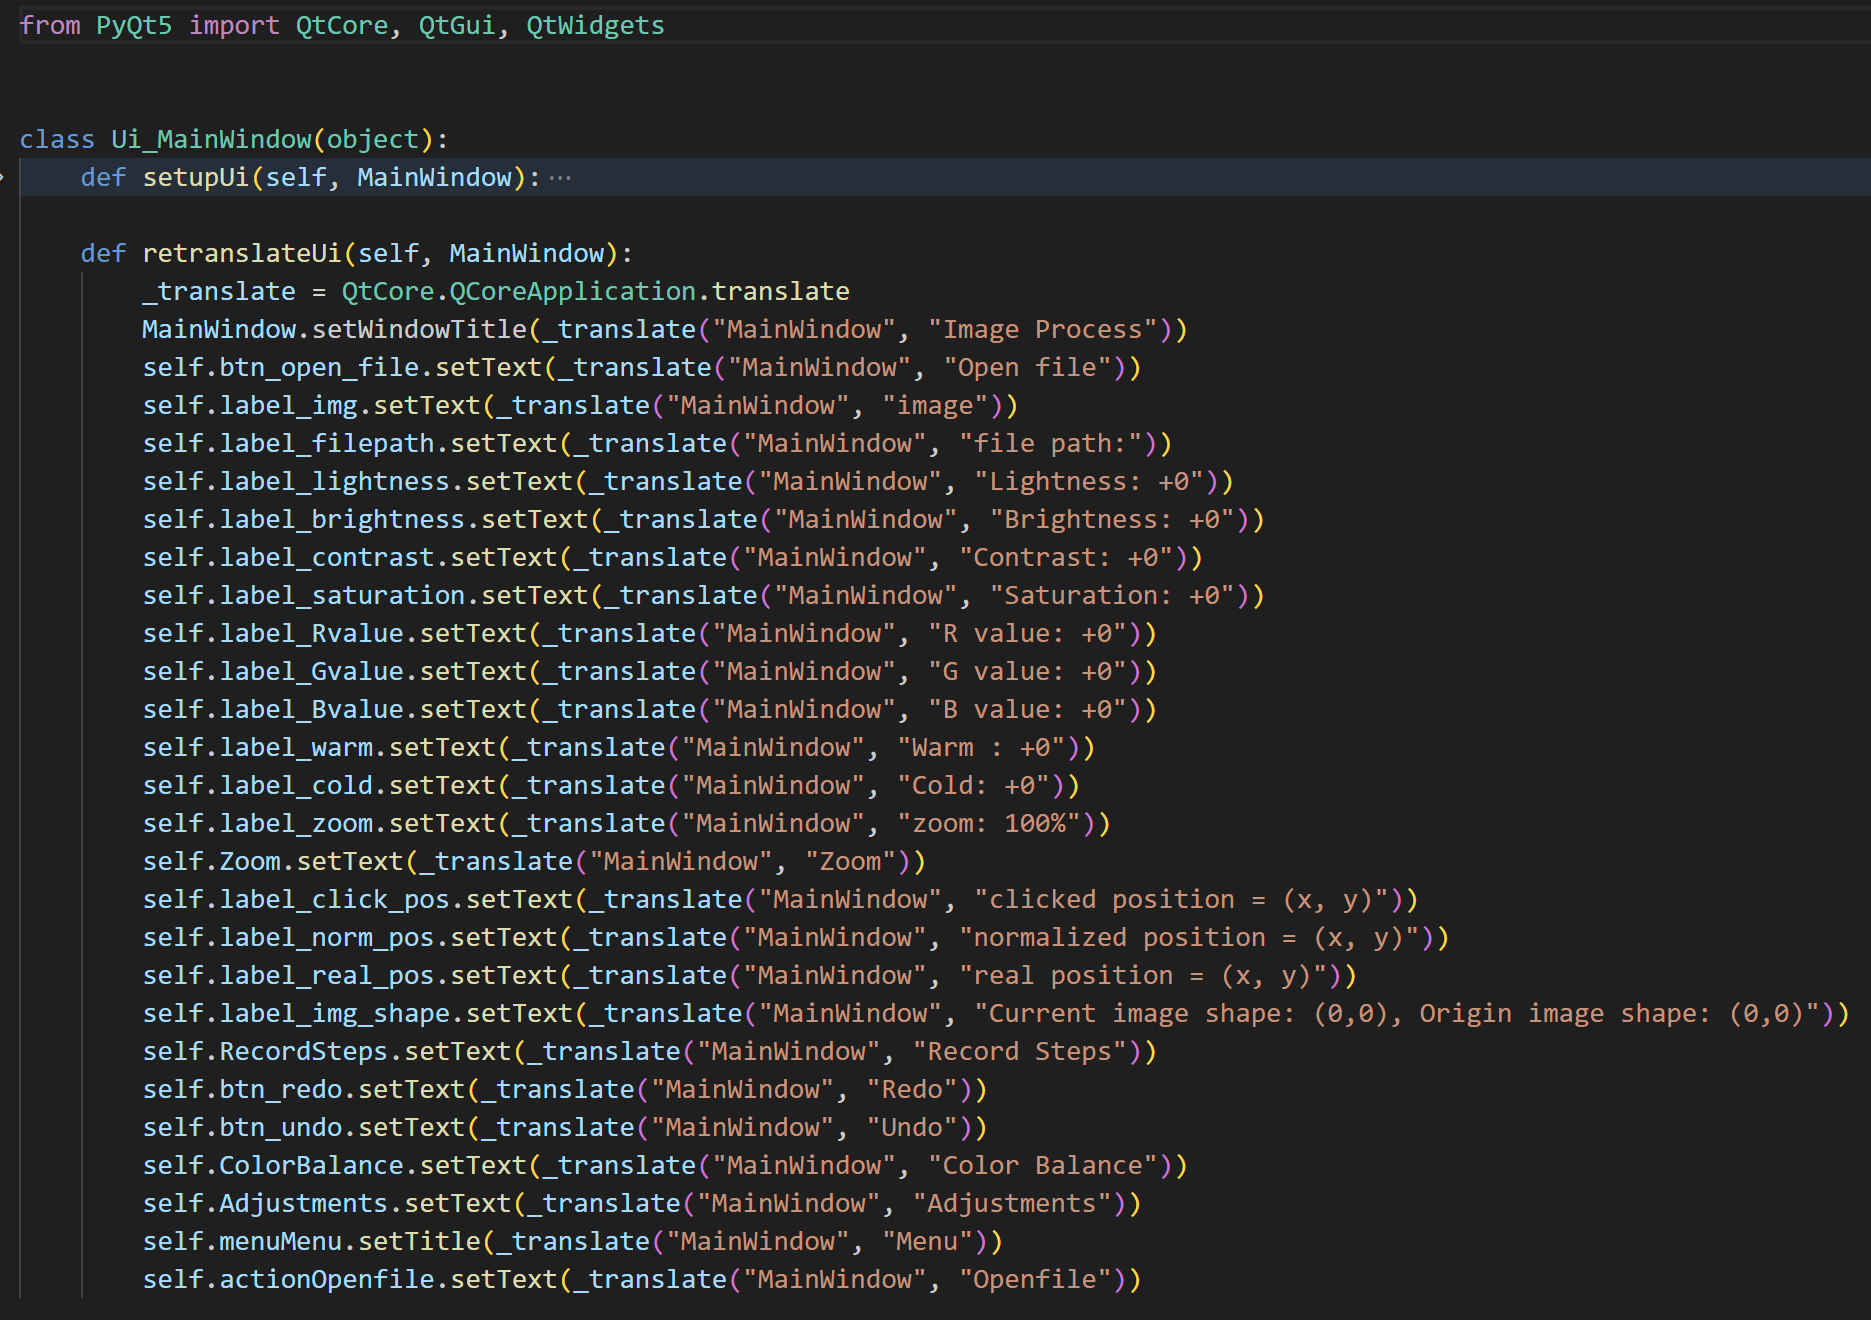 from PyQt5 import QtCore, QtGui, QtWidgets
class Ui_MainWindow(object):
    def setupUi(self, MainWindow):···
    def retranslateUi(self, MainWindow):
        _translate = QtCore.QCoreApplication.translate
        MainWindow.setWindowTitle(_translate("MainWindow", "Image Process"))
        self.btn_open_file.setText(_translate("MainWindow", "Open file"))
        self.label_img.setText(_translate("MainWindow", "image"))
        self.label_filepath.setText(_translate("MainWindow", "file path:"))
        self.label_lightness.setText(_translate("MainWindow", "Lightness: +0"))
        self.label_brightness.setText(_translate("MainWindow", "Brightness: +0"))
        self.label_contrast.setText(_translate("MainWindow", "Contrast: +0"))
        self.label_saturation.setText(_translate("MainWindow", "Saturation: +0"))
        self.label_Rvalue.setText(_translate("MainWindow", "R value: +0"))
        self.label_Gvalue.setText(_translate("MainWindow", "G value: +0"))
        self.label_Bvalue.setText(_translate("MainWindow", "B value: +0"))
        self.label_warm.setText(_translate("MainWindow", "Warm : +0"))
        self.label_cold.setText(_translate("MainWindow", "Cold: +0"))
        self.label_zoom.setText(_translate("MainWindow", "zoom: 100%"))
        self.Zoom.setText(_translate("MainWindow", "Zoom"))
        self.label_click_pos.setText(_translate("MainWindow", "clicked position = (x, y)"))
        self.label_norm_pos.setText(_translate("MainWindow", "normalized position = (x, y)"))
        self.label_real_pos.setText(_translate("MainWindow", "real position = (x, y)"))
        self.label_img_shape.setText(_translate("MainWindow", "Current image shape: (0,0), Origin image shape: (0,0)"))
        self.RecordSteps.setText(_translate("MainWindow", "Record Steps"))
        self.btn_redo.setText(_translate("MainWindow", "Redo"))
        self.btn_undo.setText(_translate("MainWindow", "Undo"))
        self.ColorBalance.setText(_translate("MainWindow", "Color Balance"))
        self.Adjustments.setText(_translate("MainWindow", "Adjustments"))
        self.menuMenu.setTitle(_translate("MainWindow", "Menu"))
        self.actionOpenfile.setText(_translate("MainWindow", "Openfile"))